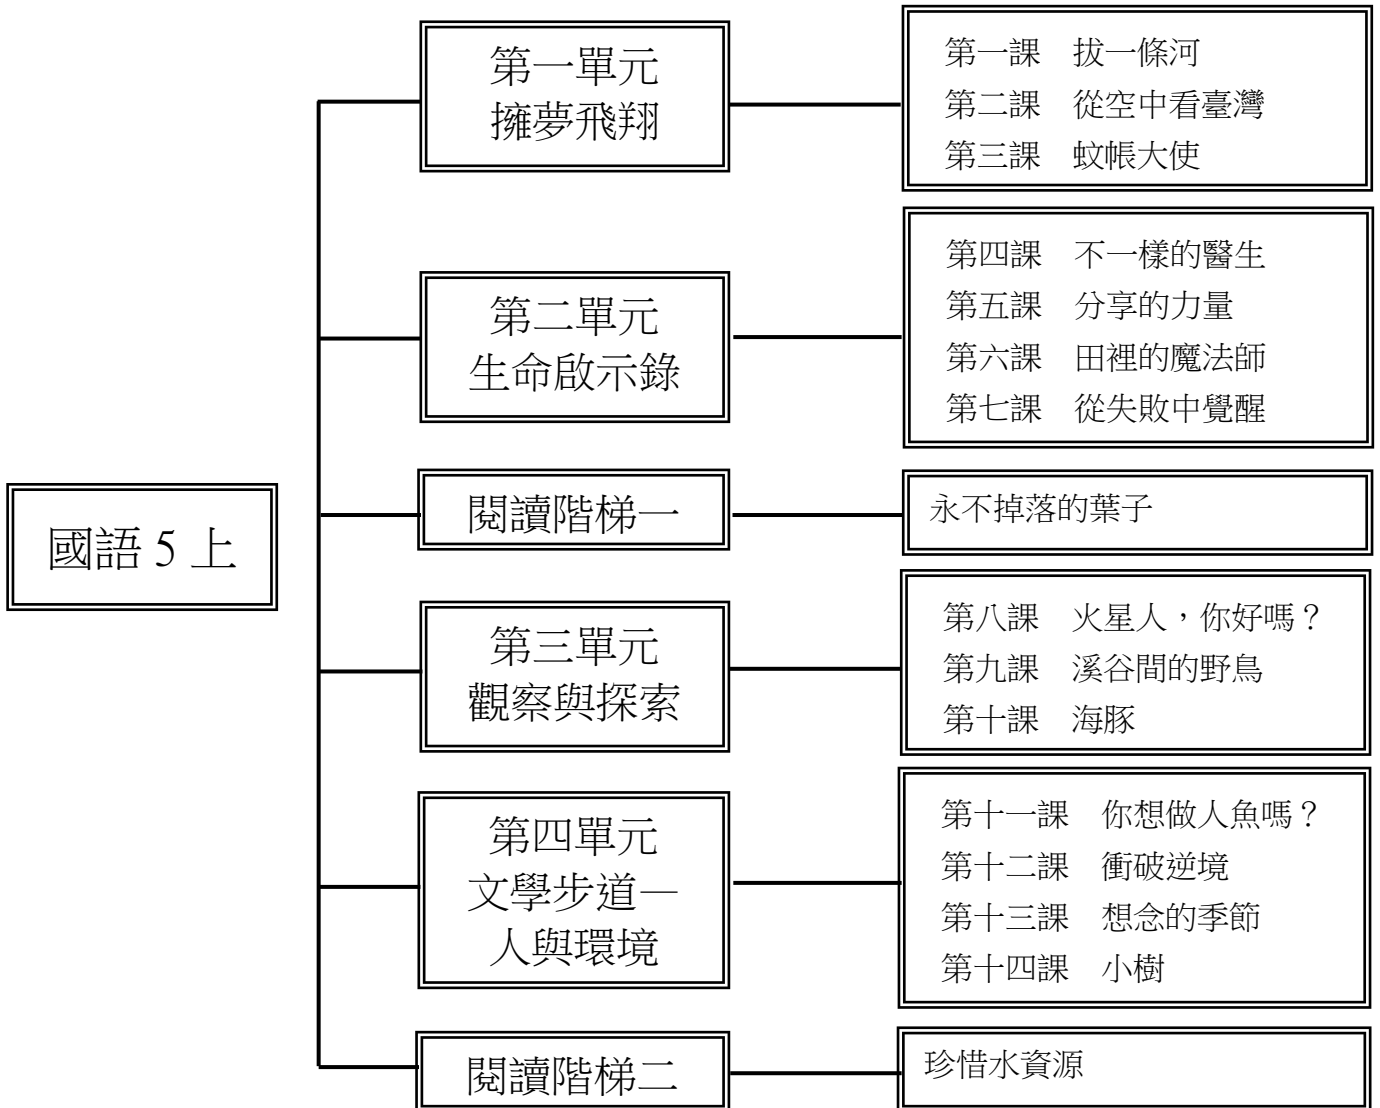 國語 5 上
第一單元
擁夢飛翔
第一課 拔一條河
第二課 從空中看臺灣
第三課 蚊帳大使
第二單元
生命啟示錄
第四課 不一樣的醫生
第五課 分享的力量
第六課 田裡的魔法師
第七課 從失敗中覺醒
閱讀階梯一
永不掉落的葉子
第三單元
觀察與探索
第八課 火星人，你好嗎？
第九課 溪谷間的野鳥
第十課 海豚
第四單元
文學步道—
人與環境
第十一課 你想做人魚嗎？
第十二課 衝破逆境
第十三課 想念的季節
第十四課 小樹
閱讀階梯二
珍惜水資源